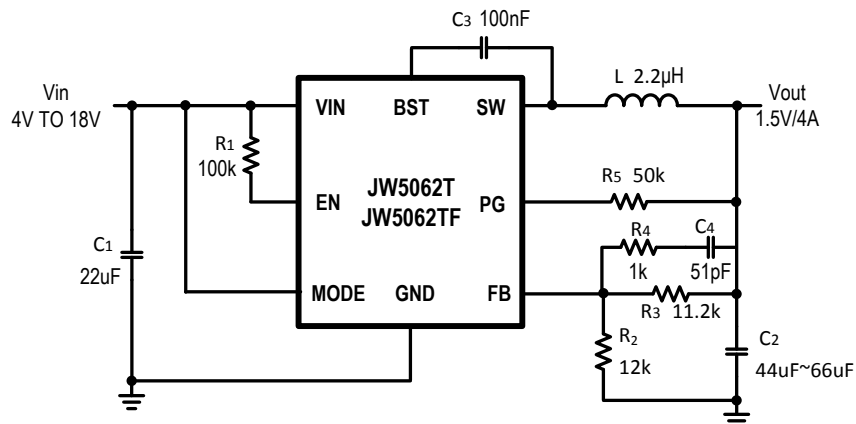 C3 100nF
Vin
4V TO 18V
L 2.2µH
Vout
1.5V/4A
VIN BST SW
R1
100k
JW5062T
JW5062TF
EN
PG
R5 50k
R4
1k
C4
51pF
C1
22uF
MODE GND FB
R3 11.2k
R2
12k
C2
44uF~66uF